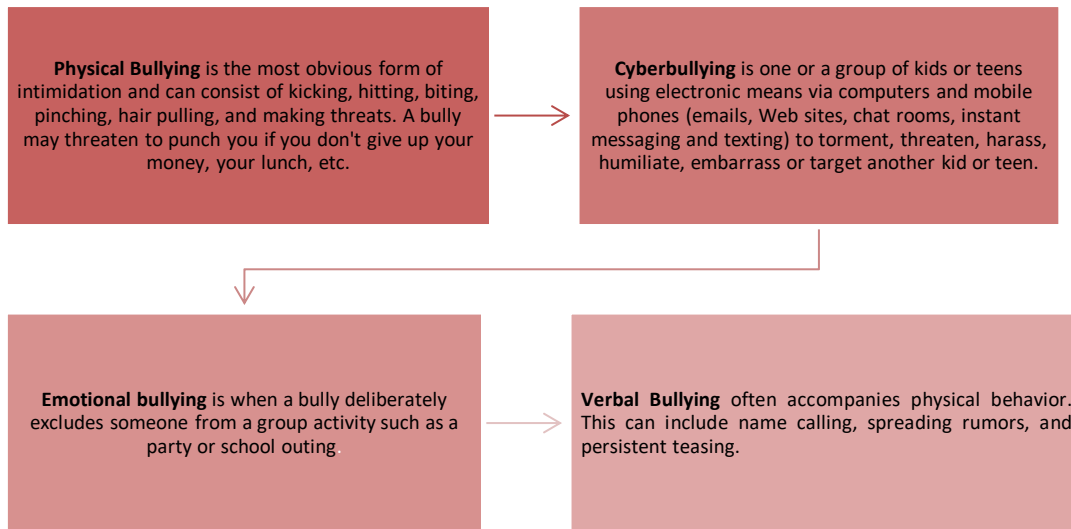 Physical Bullying is the most obvious form of
intimidation and can consist of kicking, hitting, biting,
pinching, hair pulling, and making threats. A bully
may threaten to punch you if you don't give up your
money, your lunch, etc.
Cyberbullying is one or a group of kids or teens
using electronic means via computers and mobile
phones (emails, Web sites, chat rooms, instant
messaging and texting) to torment, threaten, harass,
humiliate, embarrass or target another kid or teen.
Emotional bullying is when a bully deliberately
excludes someone from a group activity such as a
party or school outing.
Verbal Bullying often accompanies physical behavior.
This can include name calling, spreading rumors, and
persistent teasing.